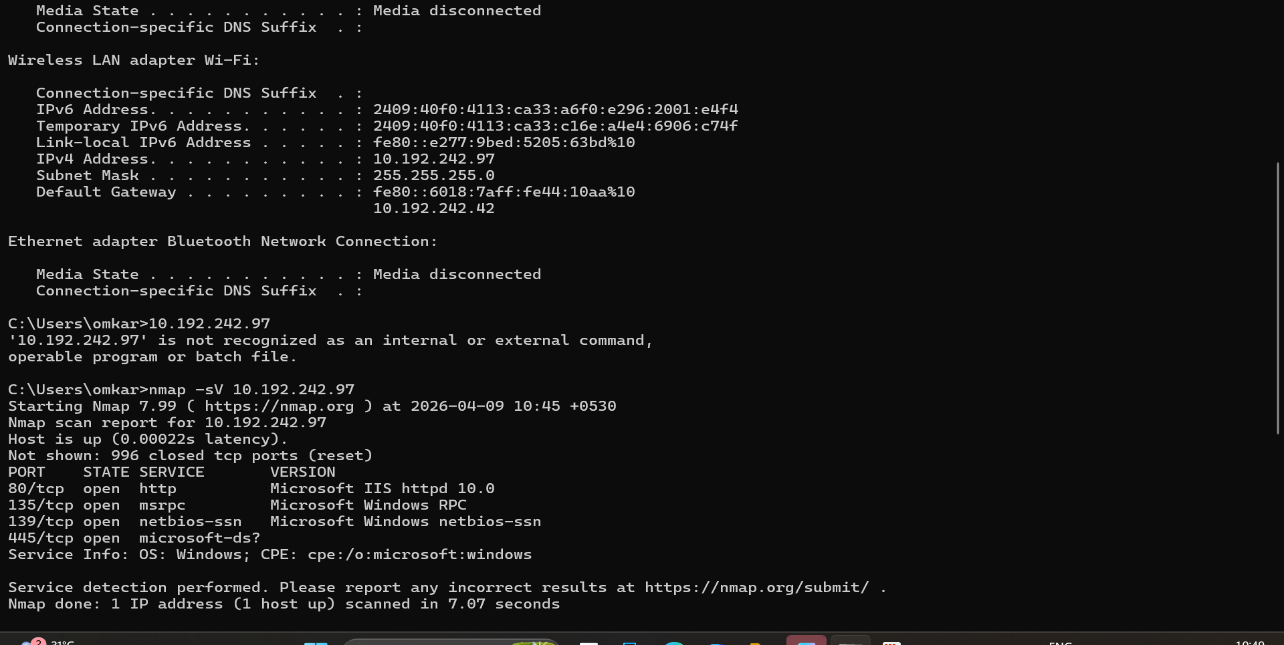 Media State . . . . . . . . . . . : Media disconnected
   Connection-specific DNS Suffix  . :
Wireless LAN adapter Wi-Fi:
   Connection-specific DNS Suffix  . :
   IPv6 Address. . . . . . . . . . . : 2409:40f0:4113:ca33:a6f0:e296:2001:e4f4
   Temporary IPv6 Address. . . . . . : 2409:40f0:4113:ca33:c16e:a4e4:6906:c74f
   Link-local IPv6 Address . . . . . : fe80::e277:9bed:5205:63bd%10
   IPv4 Address. . . . . . . . . . . : 10.192.242.97
   Subnet Mask . . . . . . . . . . . : 255.255.255.0
   Default Gateway . . . . . . . . . : fe80::6018:7aff:fe44:10aa%10
                                       10.192.242.42
Ethernet adapter Bluetooth Network Connection:
   Media State . . . . . . . . . . . : Media disconnected
   Connection-specific DNS Suffix  . :
C:\Users\omkar>10.192.242.97
'10.192.242.97' is not recognized as an internal or external command,
operable program or batch file.
C:\Users\omkar>nmap -sV 10.192.242.97
Starting Nmap 7.99 ( https://nmap.org ) at 2026-04-09 10:45 +0530
Nmap scan report for 10.192.242.97
Host is up (0.00022s latency).
Not shown: 996 closed tcp ports (reset)
PORT    STATE SERVICE       VERSION
80/tcp  open  http          Microsoft IIS httpd 10.0
135/tcp open  msrpc         Microsoft Windows RPC
139/tcp open  netbios-ssn   Microsoft Windows netbios-ssn
445/tcp open  microsoft-ds?
Service Info: OS: Windows; CPE: cpe:/o:microsoft:windows
Service detection performed. Please report any incorrect results at https://nmap.org/submit/ .
Nmap done: 1 IP address (1 host up) scanned in 7.07 seconds